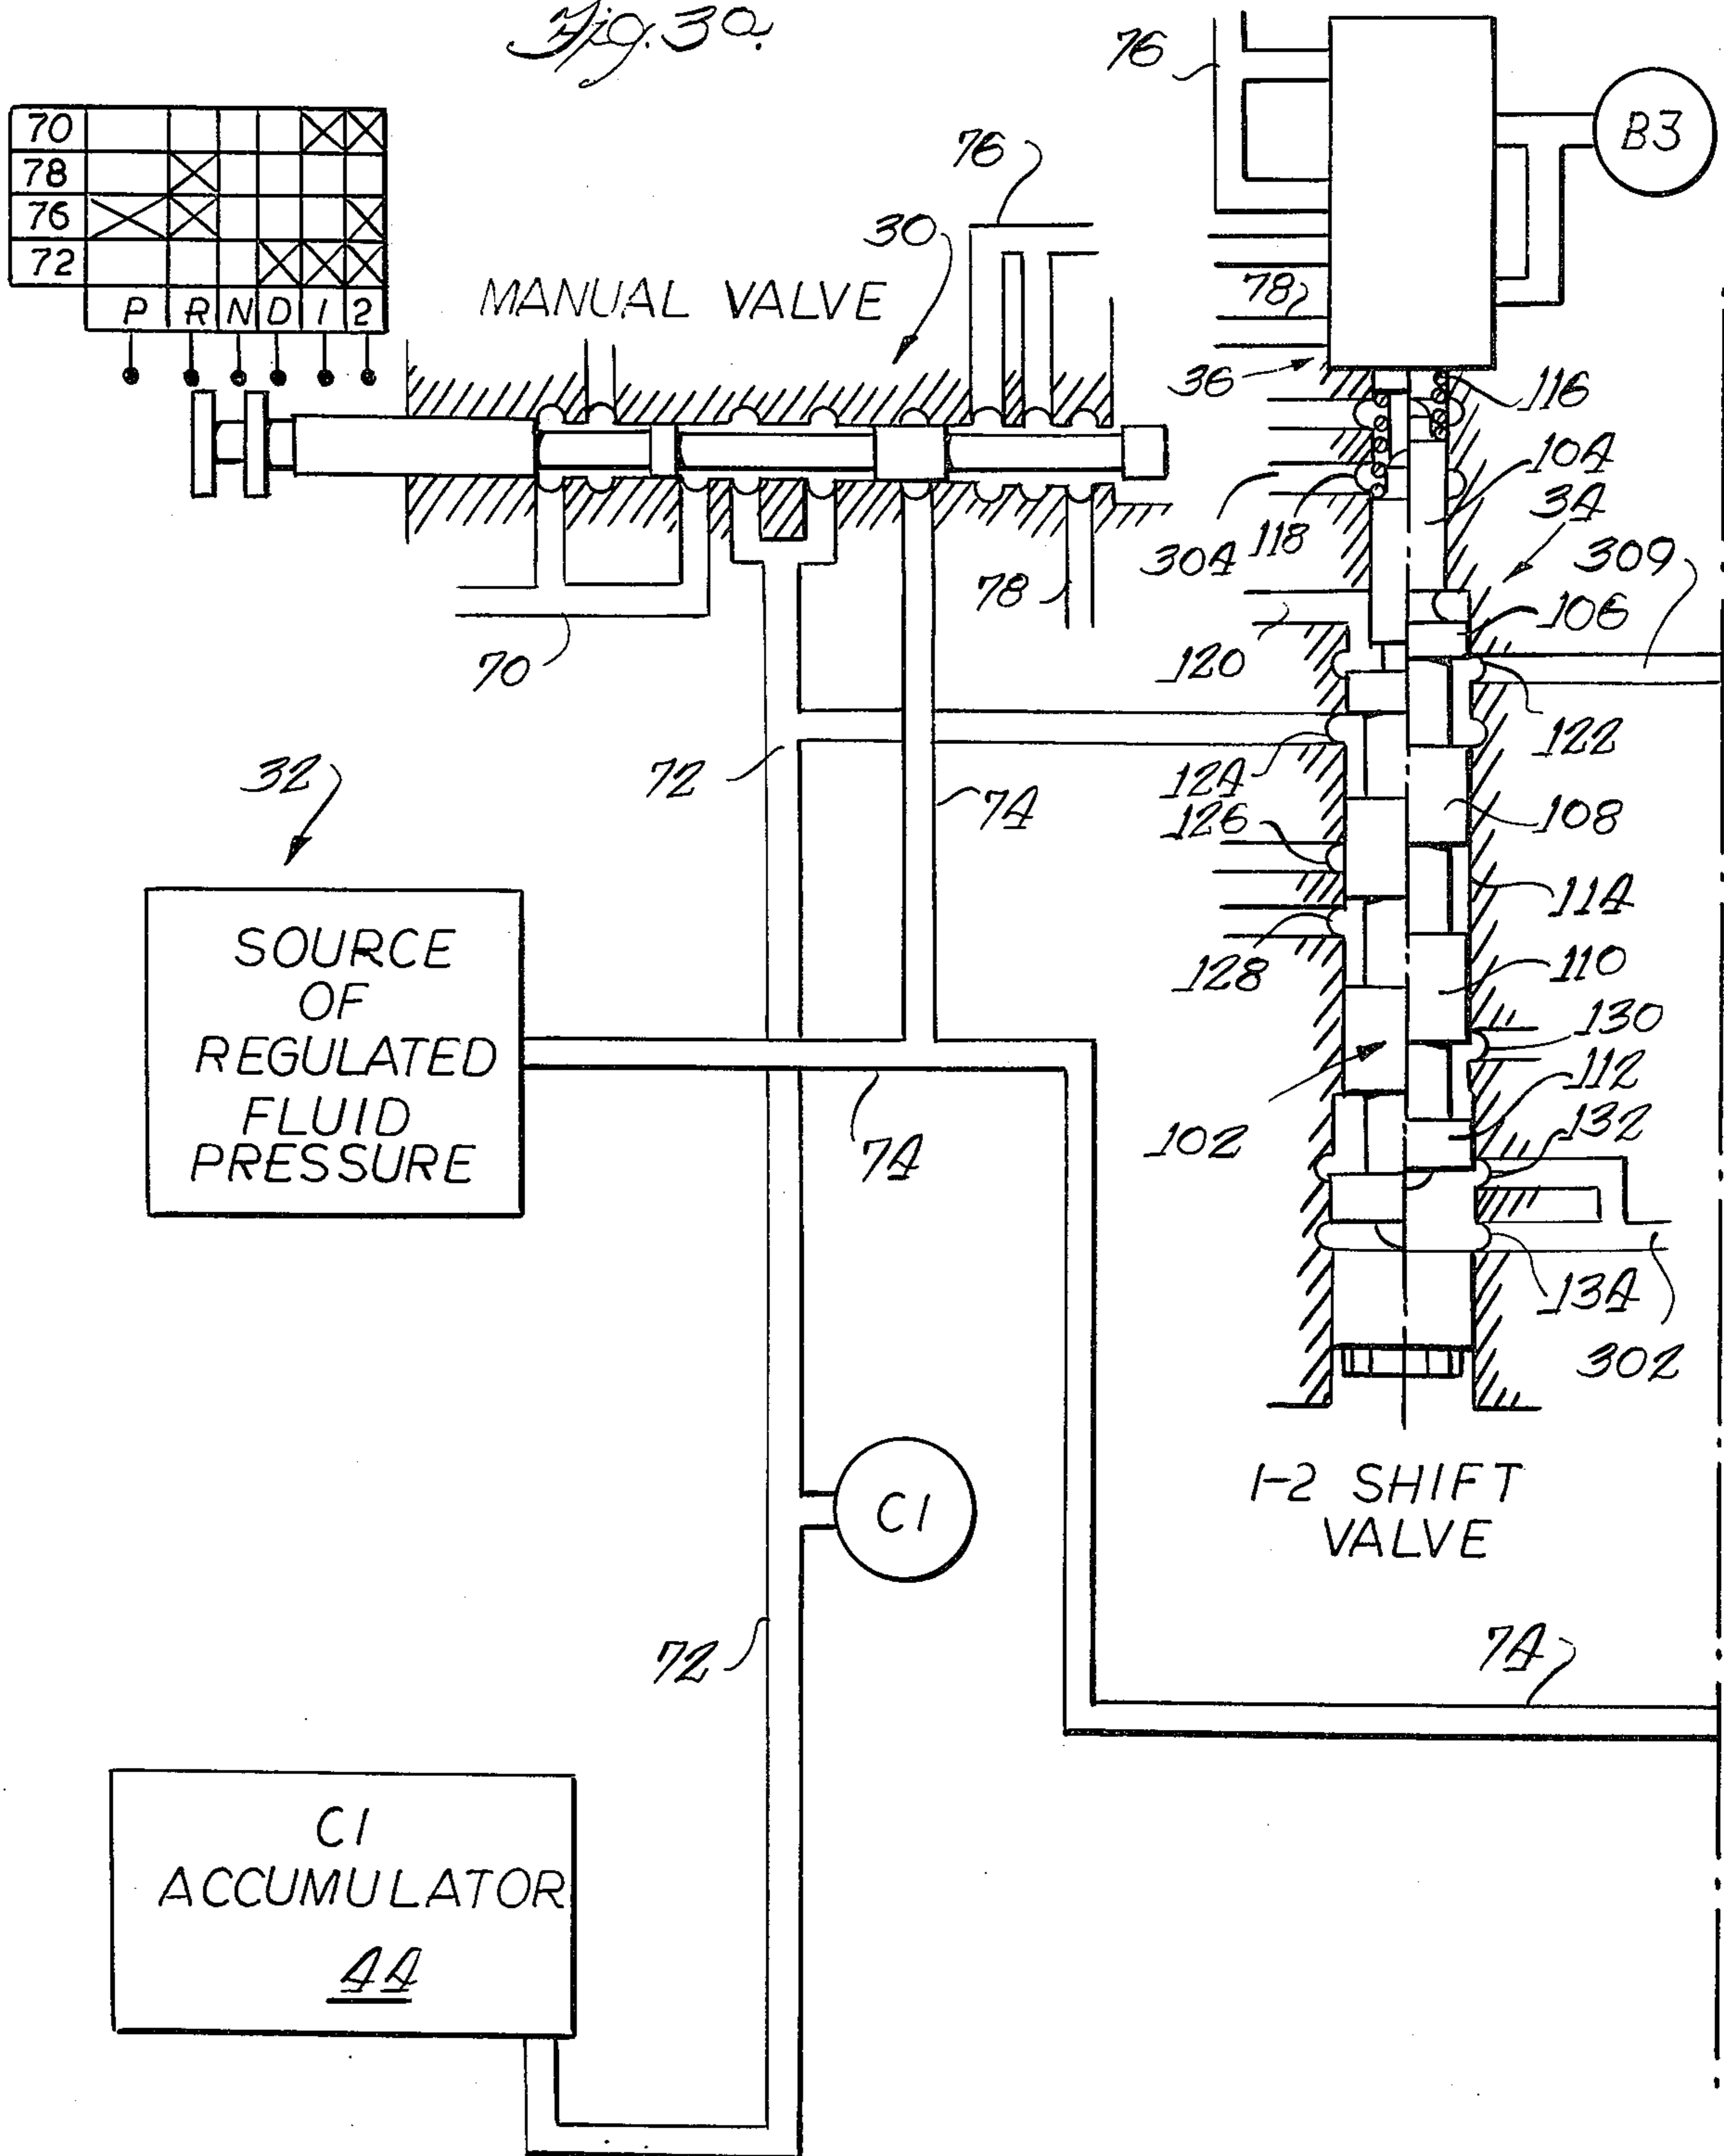 Fig. 3a.
76
B3
70
78
76
72
P R N D 1 2
MANUAL VALVE
30
76
78
36
116
104
34
304
118
309
106
70
78
120
122
32
72
74
124
126
108
114
128
110
130
112
132
102
SOURCE
OF
REGULATED
FLUID
PRESSURE
74
134
302
C1
1-2 SHIFT
VALVE
72
74
C1
ACCUMULATOR
44